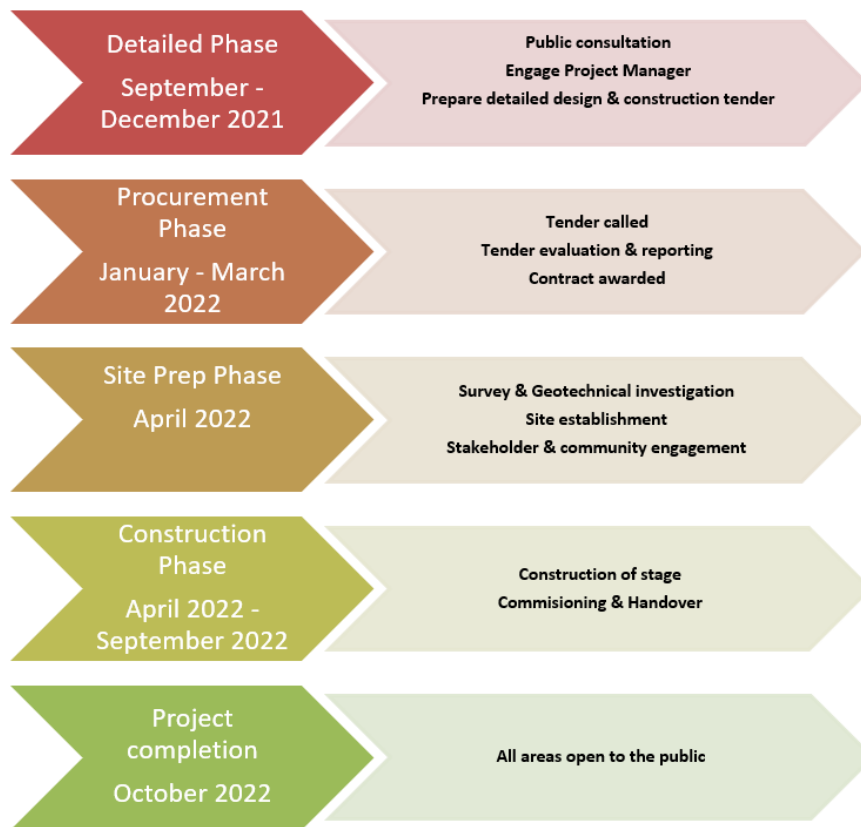 Detailed Phase
September -
December 2021
Public consultation
Engage Project Manager
Prepare detailed design & construction tender
Procurement
Phase
January - March
2022
Tender called
Tender evaluation & reporting
Contract awarded
Site Prep Phase
April 2022
Survey & Geotechnical investigation
Site establishment
Stakeholder & community engagement
Construction
Phase
April 2022 -
September 2022
Construction of stage
Commisioning & Handover
Project
completion
October 2022
All areas open to the public